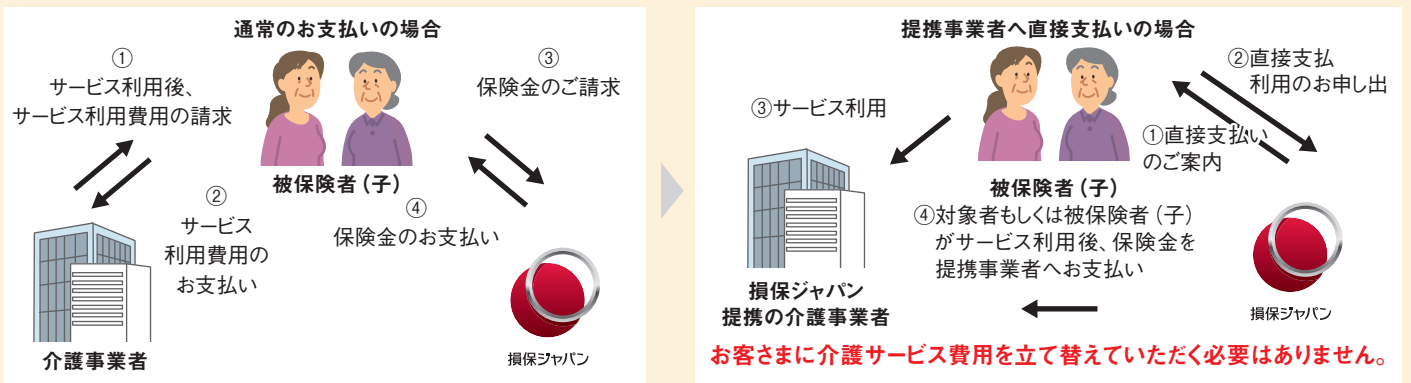 通常のお支払いの場合
①
サービス利用後、
サービス利用費用の請求
③
保険金のご請求
被保険者（子）
②
サービス
利用費用の
お支払い
④
保険金のお支払い
介護事業者
損保ジャパン
提携事業者へ直接支払いの場合
②直接支払
利用のお申し出
③サービス利用
①直接支払い
のご案内
被保険者（子）
④対象者もしくは被保険者（子）
がサービス利用後、保険金を
提携事業者へお支払い
損保ジャパン
提携の介護事業者
損保ジャパン
お客さまに介護サービス費用を立て替えていただく必要はありません。